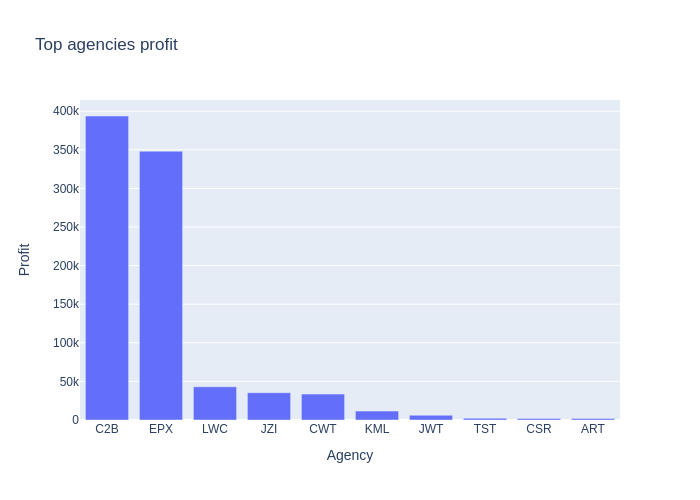 Top agencies profit
400k
350k
300k
250k
200k
150k
100k
50k
0
Profit
C2B EPX LWC JZI CWT KML JWT TST CSR ART
Agency